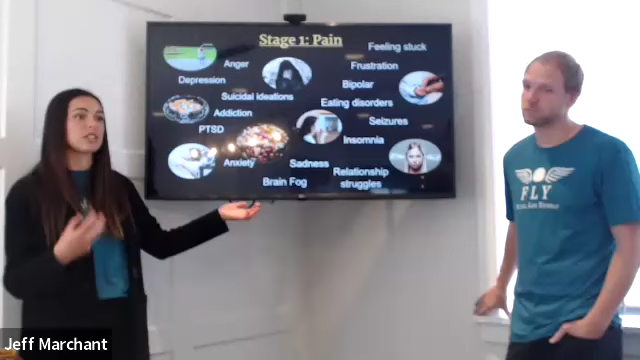 Stage 1: Pain
Feeling stuck
Anger
Frustration
Depression
Bipolar
Suicidal ideations
Eating disorders
Addiction
Seizures
PTSD
Insomnia
Anxiety
Sadness
Relationship
struggles
Brain Fog
FLY
Jeff Marchant